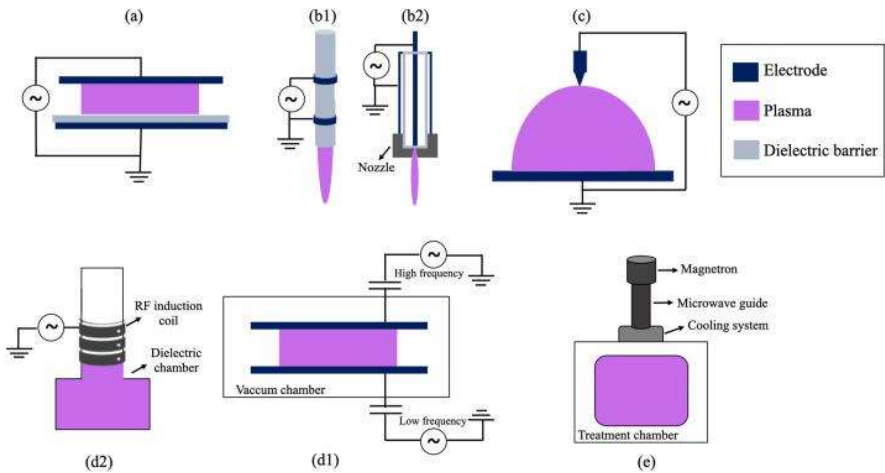 (a)
(b1)
(b2)
(c)
Electrode
Plasma
Dielectric barrier
Nozzle
RF induction
coil
Dielectric
chamber
(d2)
High frequency
Vaccum chamber
Low frequency
(d1)
Magnetron
Microwave guide
Cooling system
Treatment chamber
(e)